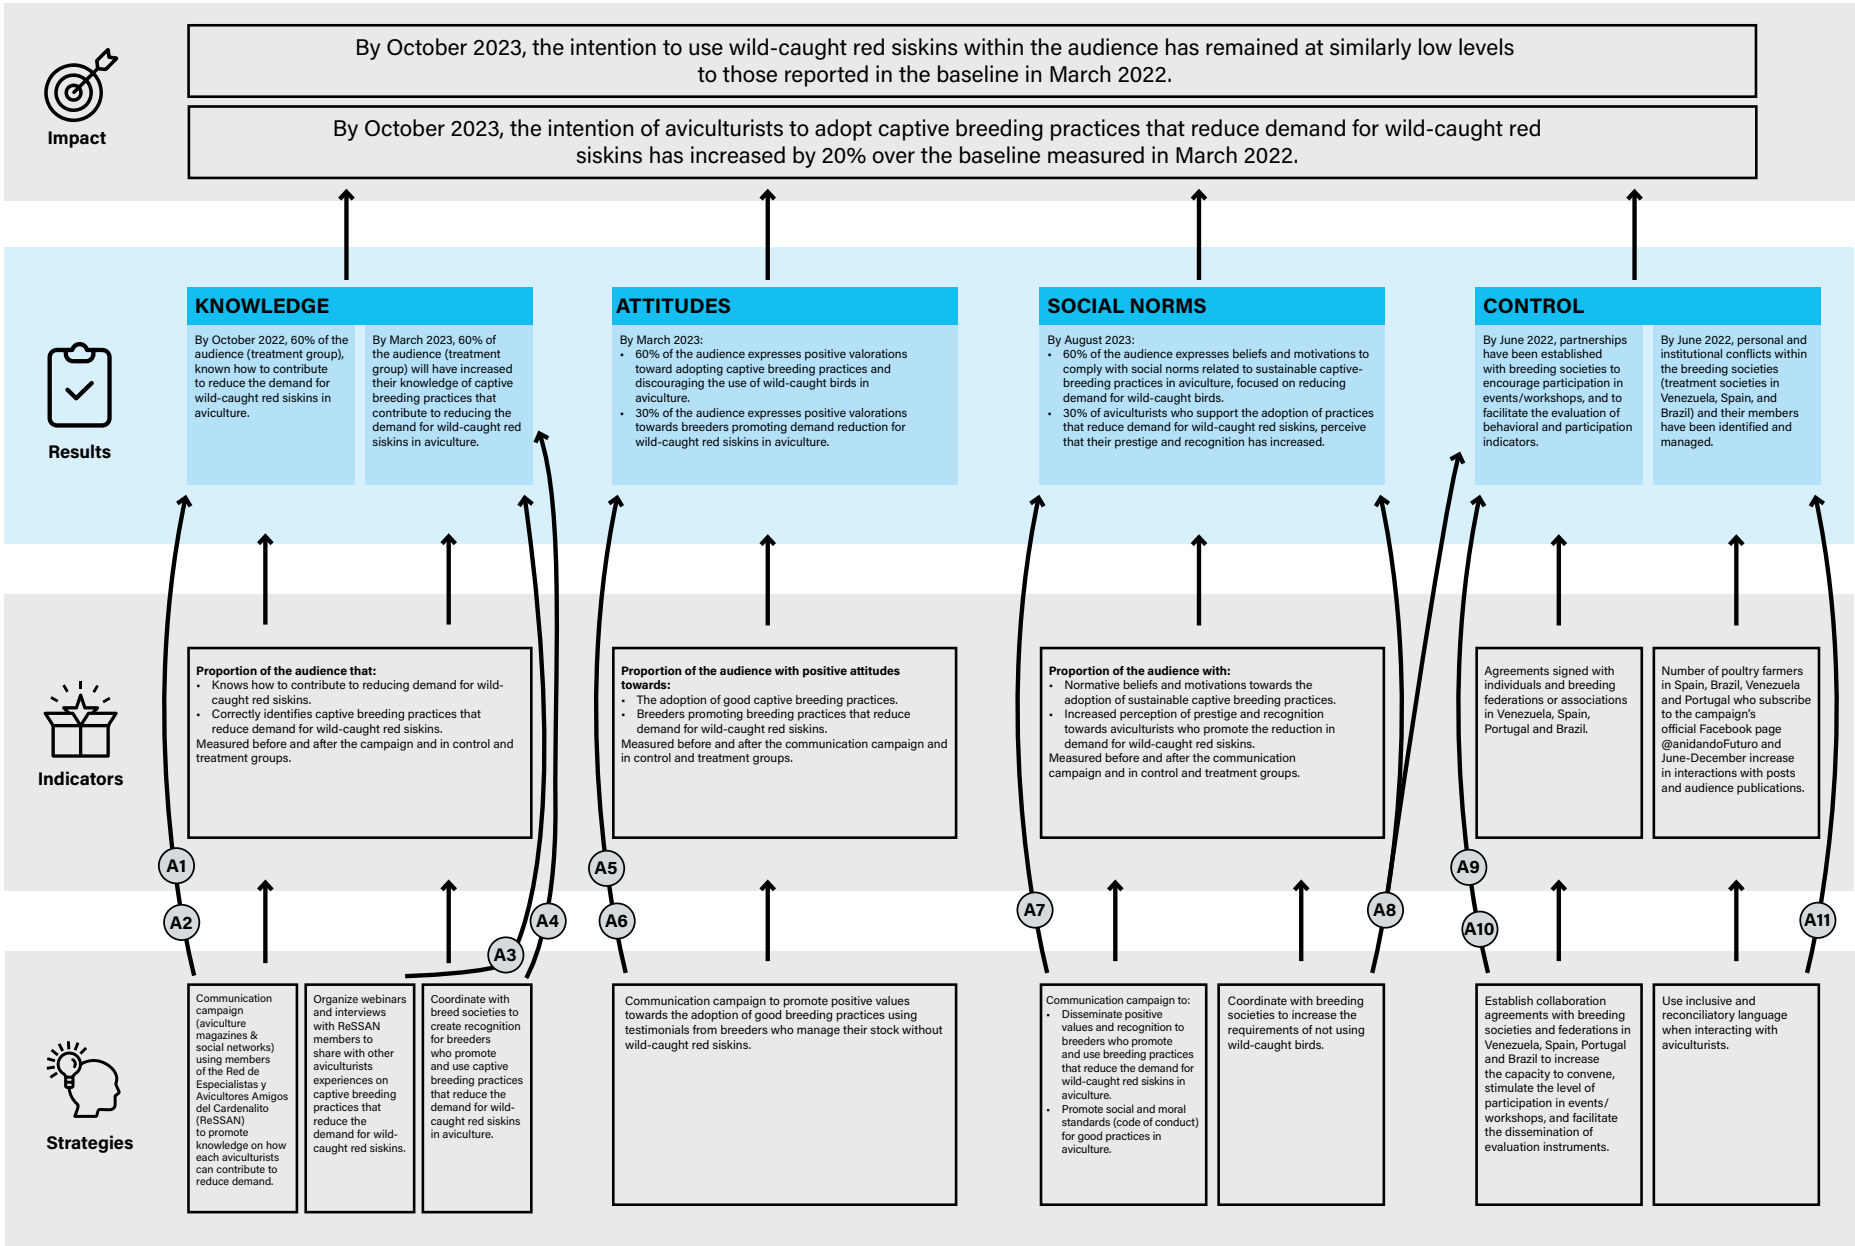 By October 2023, the intention to use wild-caught red siskins within the audience has remained at similarly low levels
to those reported in the baseline in March 2022.
By October 2023, the intention of aviculturists to adopt captive breeding practices that reduce demand for wild-caught red
siskins has increased by 20% over the baseline measured in March 2022.
Impact
KNOWLEDGE
By October 2022, 60% of the
audience (treatment group),
known how to contribute
to reduce the demand for
wild-caught red siskins in
aviculture.
By March 2023, 60% of
the audience (treatment
group) will have increased
their knowledge of captive
breeding practices that
contribute to reducing the
demand for wild-caught red
siskins in aviculture.
ATTITUDES
By March 2023:
• 60% of the audience expresses positive valorations
toward adopting captive breeding practices and
discouraging the use of wild-caught birds in
aviculture.
• 30% of the audience expresses positive valorations
towards breeders promoting demand reduction for
wild-caught red siskins in aviculture.
SOCIAL NORMS
By August 2023:
• 60% of the audience expresses beliefs and motivations to
comply with social norms related to sustainable captive-
breeding practices in aviculture, focused on reducing
demand for wild-caught birds.
• 30% of aviculturists who support the adoption of practices
that reduce demand for wild-caught red siskins, perceive
that their prestige and recognition has increased.
CONTROL
By June 2022, partnerships
have been established
with breeding societies to
encourage participation in
events/workshops, and to
facilitate the evaluation of
behavioral and participation
indicators.
By June 2022, personal and
institutional conflicts within
the breeding societies
(treatment societies in
Venezuela, Spain, and
Brazil) and their members
have been identified and
managed.
Results
Proportion of the audience that:
• Knows how to contribute to reducing demand for wild-
caught red siskins.
• Correctly identifies captive breeding practices that
reduce demand for wild-caught red siskins.
Measured before and after the campaign and in control and
treatment groups.
Proportion of the audience with positive attitudes
towards:
• The adoption of good captive breeding practices.
• Breeders promoting breeding practices that reduce
demand for wild-caught red siskins.
Measured before and after the communication campaign and
in control and treatment groups.
Proportion of the audience with:
• Normative beliefs and motivations towards the
adoption of sustainable captive breeding practices.
• Increased perception of prestige and recognition
towards aviculturists who promote the reduction in
demand for wild-caught red siskins.
Measured before and after the communication
campaign and in control and treatment groups.
Agreements signed with
individuals and breeding
federations or associations
in Venezuela, Spain,
Portugal and Brazil.
Number of poultry farmers
in Spain, Brazil, Venezuela
and Portugal who subscribe
to the campaign's
official Facebook page
@anidandoFuturo and
June-December increase
in interactions with posts
and audience publications.
Indicators
A1
A2
A3
A4
A5
A6
A7
A8
A9
A10
A11
Communication
campaign
(aviculture
magazines &
social networks)
using members
of the Red de
Especialistas y
Avicultores Amigos
del Cardenalito
(ReSSAN)
to promote
knowledge on how
each aviculturists
can contribute to
reduce demand.
Organize webinars
and interviews
with ReSSAN
members to
share with other
aviculturists
experiences on
captive breeding
practices that
reduce the
demand for wild-
caught red siskins.
Coordinate with
breed societies to
create recognition
for breeders
who promote
and use captive
breeding practices
that reduce the
demand for wild-
caught red siskins
in aviculture.
Communication campaign to promote positive values
towards the adoption of good breeding practices using
testimonials from breeders who manage their stock without
wild-caught red siskins.
Communication campaign to:
• Disseminate positive
values and recognition to
breeders who promote
and use breeding practices
that reduce the demand for
wild-caught red siskins in
aviculture.
• Promote social and moral
standards (code of conduct)
for good practices in
aviculture.
Coordinate with breeding
societies to increase the
requirements of not using
wild-caught birds.
Establish collaboration
agreements with breeding
societies and federations in
Venezuela, Spain, Portugal
and Brazil to increase
the capacity to convene,
stimulate the level of
participation in events/
workshops, and facilitate
the dissemination of
evaluation instruments.
Use inclusive and
reconciliatory language
when interacting with
aviculturists.
Strategies